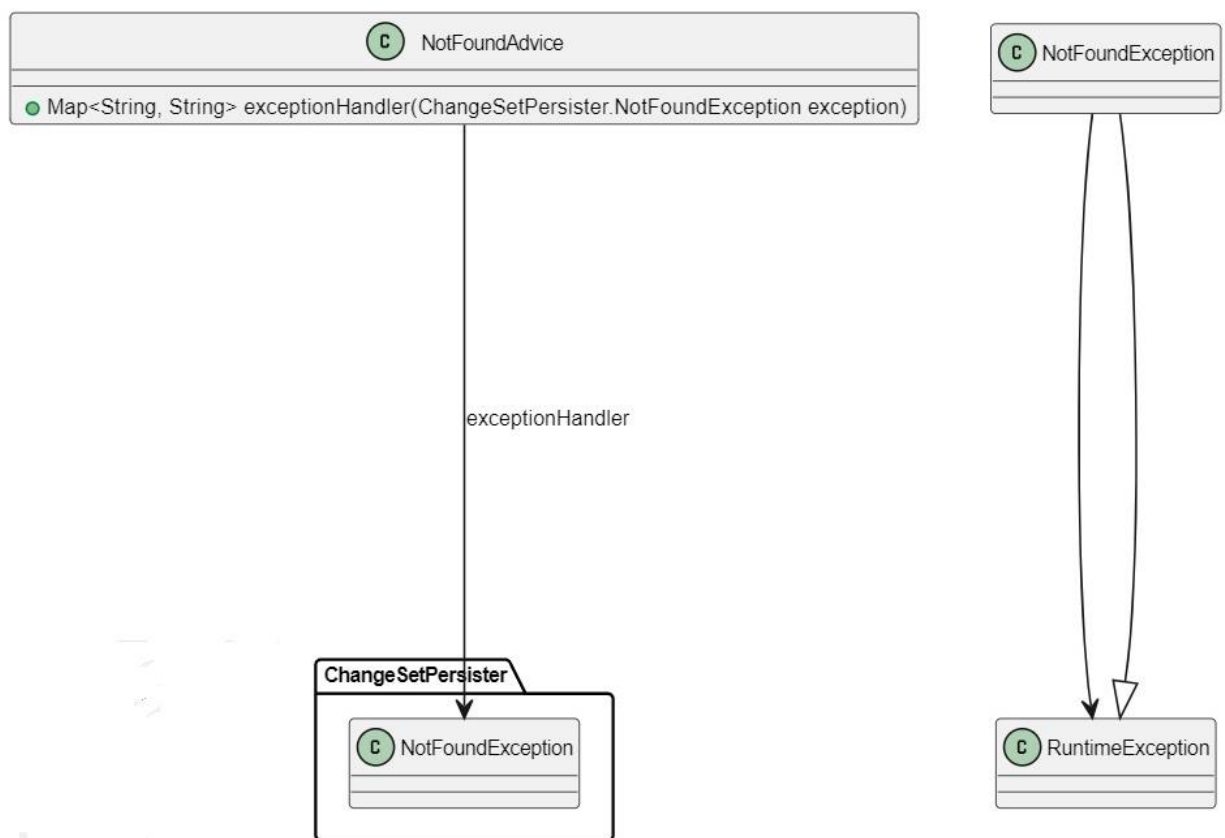 C NotFoundAdvice
Map<String, String> exceptionHandler(ChangeSetPersister.NotFoundException exception)
C NotFoundException
exceptionHandler
ChangeSetPersister
C NotFoundException
C RuntimeException